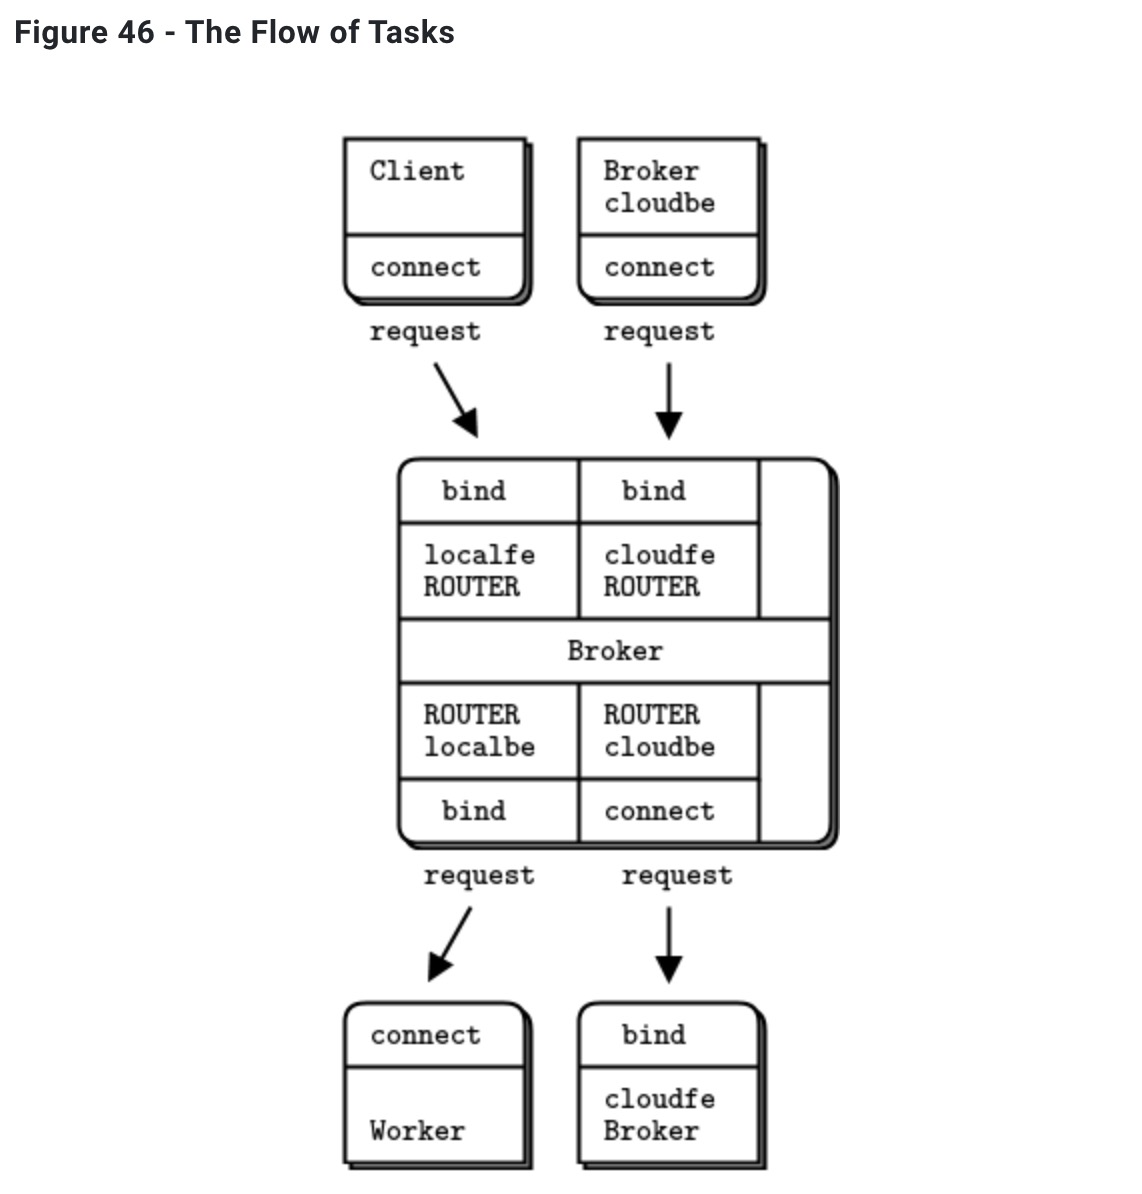 Figure 46 - The Flow of Tasks
Client
Broker
cloudbe
connect
connect
request
request
bind
bind
localfe
ROUTER
cloudfe
ROUTER
Broker
ROUTER
localbe
ROUTER
cloudbe
bind
connect
request
request
connect
bind
Worker
cloudfe
Broker